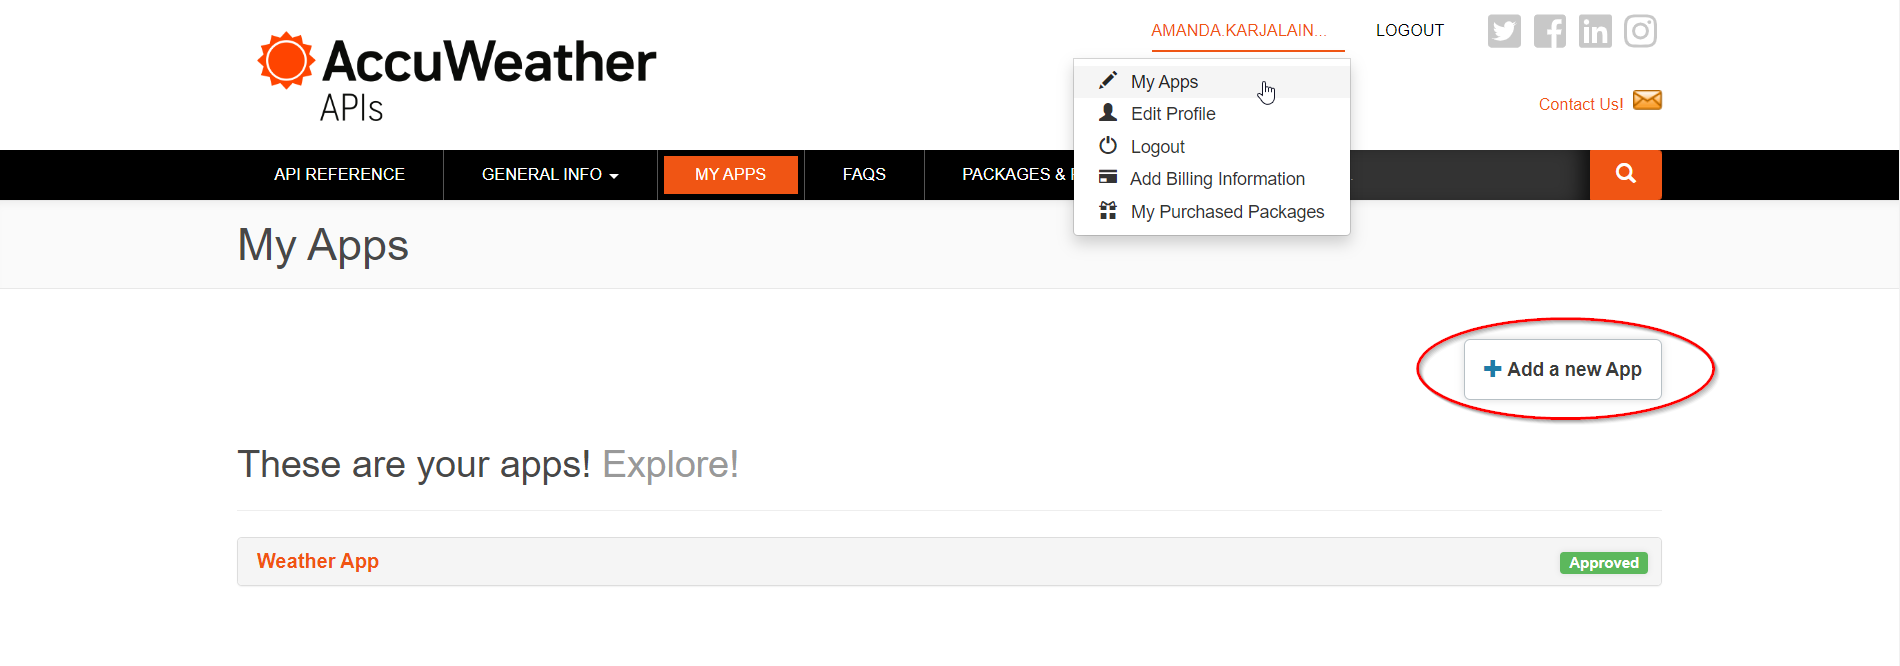 AMANDA.KARJALAIN...
LOGOUT
AccuWeather
APIs
My Apps
Edit Profile
Logout
Add Billing Information
My Purchased Packages
Contact Us!
API REFERENCE
GENERAL INFO
MY APPS
FAQS
PACKAGES &
My Apps
Add a new App
These are your apps! Explore!
Weather App
Approved